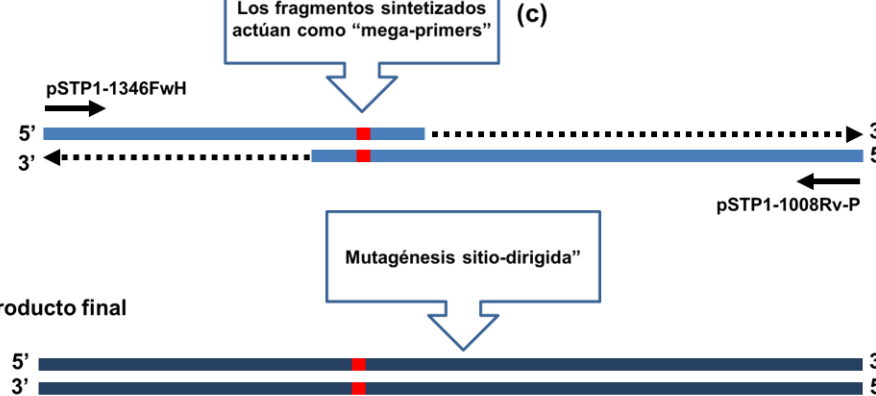 Los fragmentos sintetizados
actúan como “mega-primers”
(c)
pSTP1-1346FwH
5’ 3
3’ 5
pSTP1-1008Rv-P
Mutagénesis sitio-dirigida”
roducto final
5’ 3
3’ 5